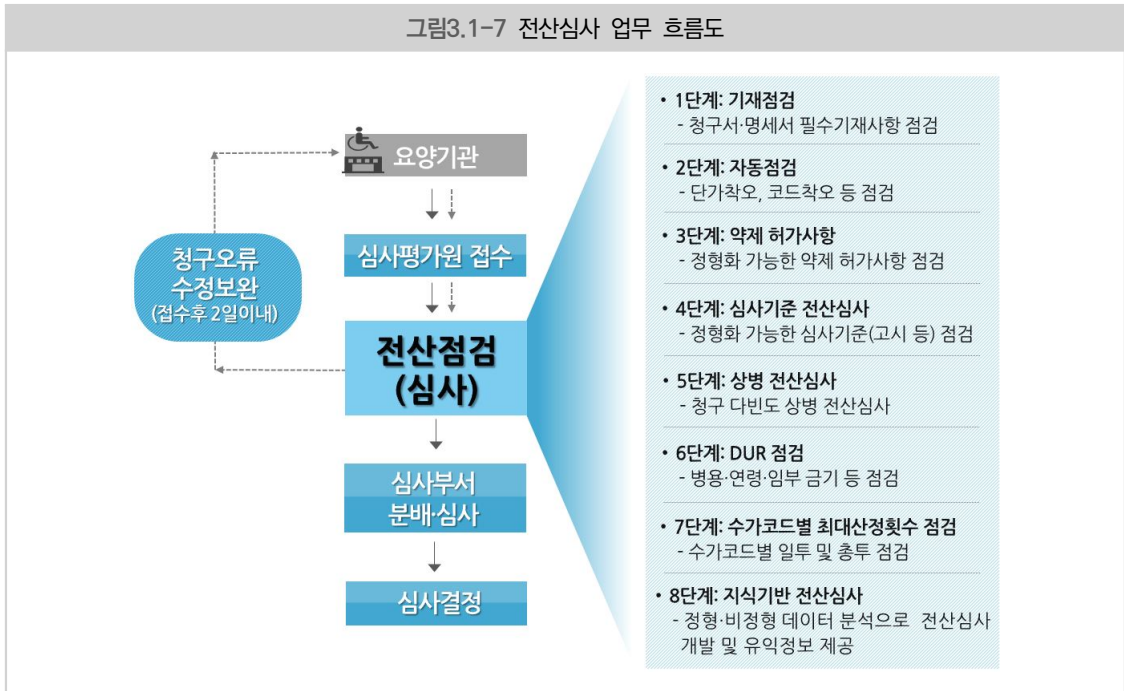 그림3.1-7 전산심사 업무 흐름도
요양기관
심사평가원 접수
청구오류
수정보완
(접수후 2일이내)
전산점검
(심사)
심사부서
분배·심사
심사결정
• 1단계: 기재점검
- 청구서·명세서 필수기재사항 점검
• 2단계: 자동점검
- 단가착오, 코드착오 등 점검
• 3단계: 약제 허가사항
- 정형화 가능한 약제 허가사항 점검
• 4단계: 심사기준 전산심사
- 정형화 가능한 심사기준(고시 등) 점검
• 5단계: 상병 전산심사
- 청구 다빈도 상병 전산심사
• 6단계: DUR 점검
- 병용·연령·임부 금기 등 점검
• 7단계: 수가코드별 최대산정횟수 점검
- 수가코드별 일투 및 총투 점검
• 8단계: 지식기반 전산심사
- 정형·비정형 데이터 분석으로 전산심사
개발 및 유익정보 제공